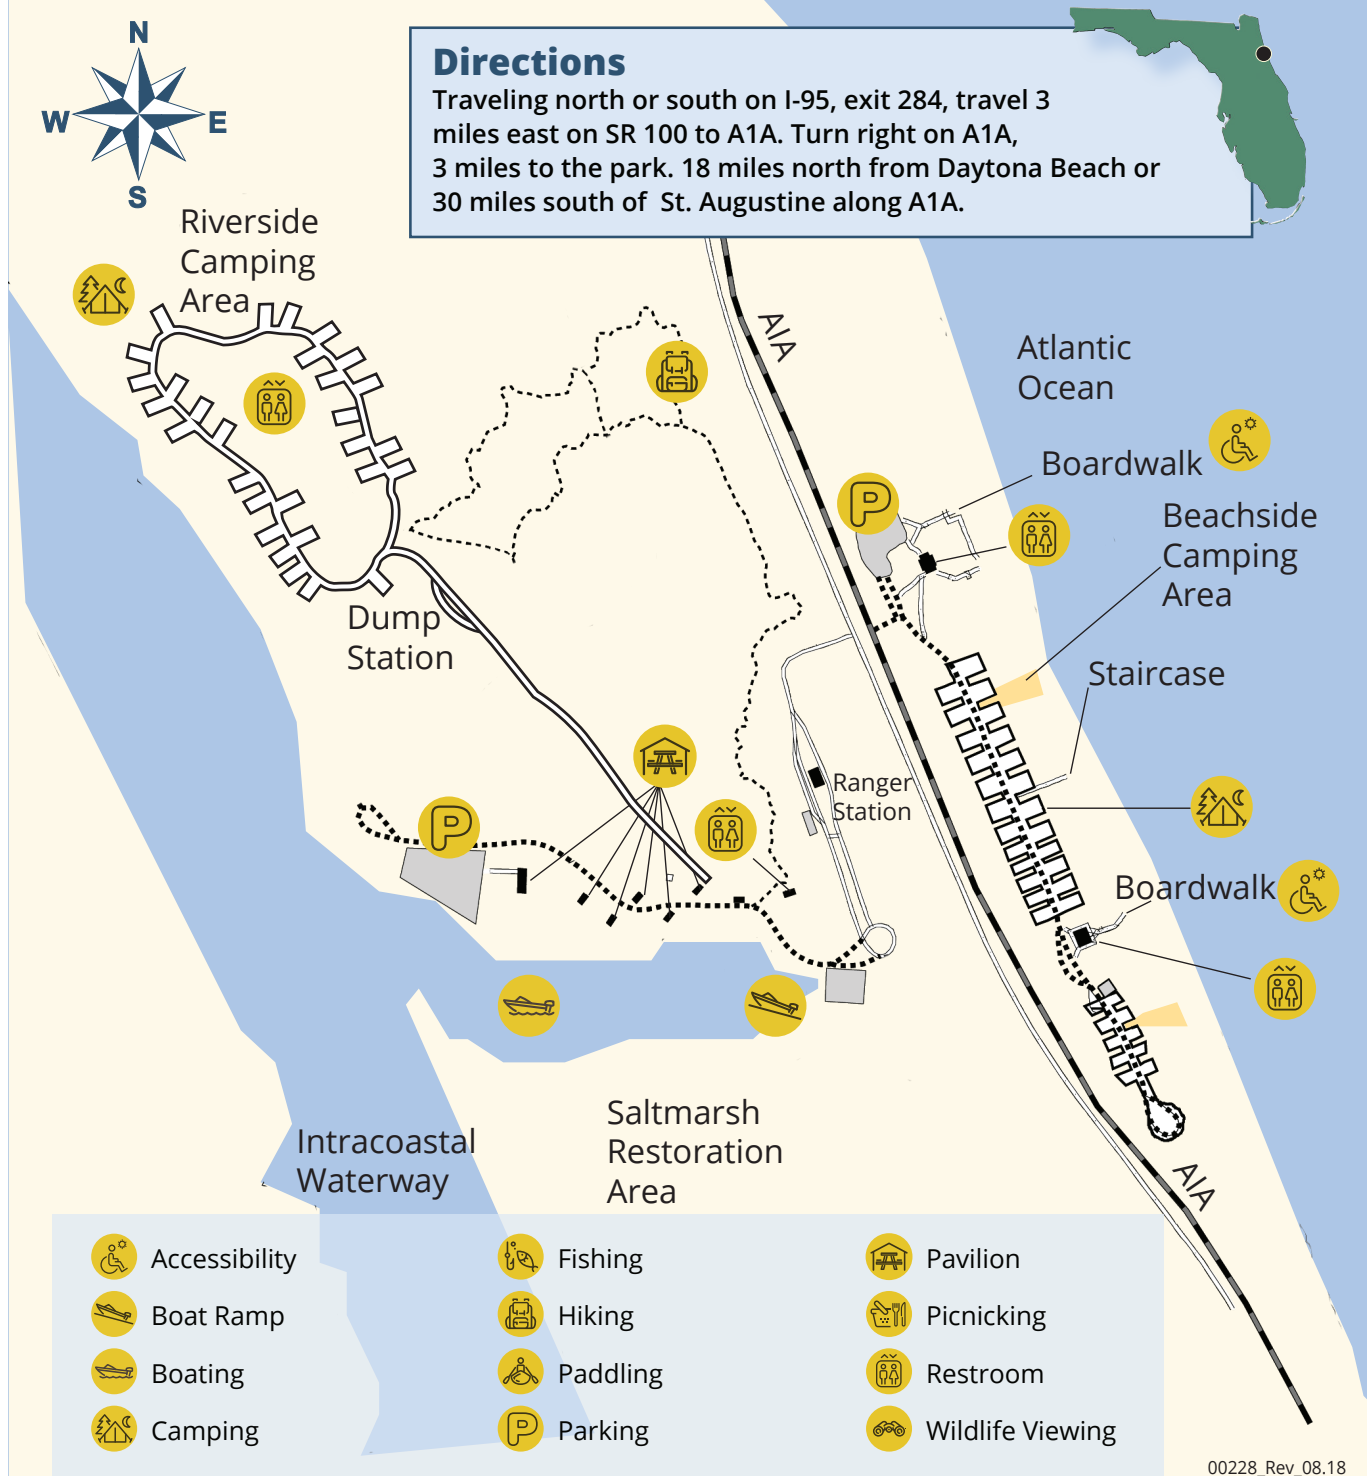 N
W
E
S
Directions
Traveling north or south on I-95, exit 284, travel 3
miles east on SR 100 to A1A. Turn right on A1A,
3 miles to the park. 18 miles north from Daytona Beach or
30 miles south of St. Augustine along A1A.
Riverside
Camping
Area
AIA
Atlantic
Ocean
Boardwalk
P
Beachside
Camping
Area
Dump
Station
Staircase
Ranger
Station
P
Boardwalk
AIA
Saltmarsh
Restoration
Area
Intracoastal
Waterway
Accessibility
Boat Ramp
Boating
Camping
Fishing
Hiking
Paddling
P Parking
Pavilion
Picnicking
Restroom
Wildlife Viewing
00228_Rev_08.18